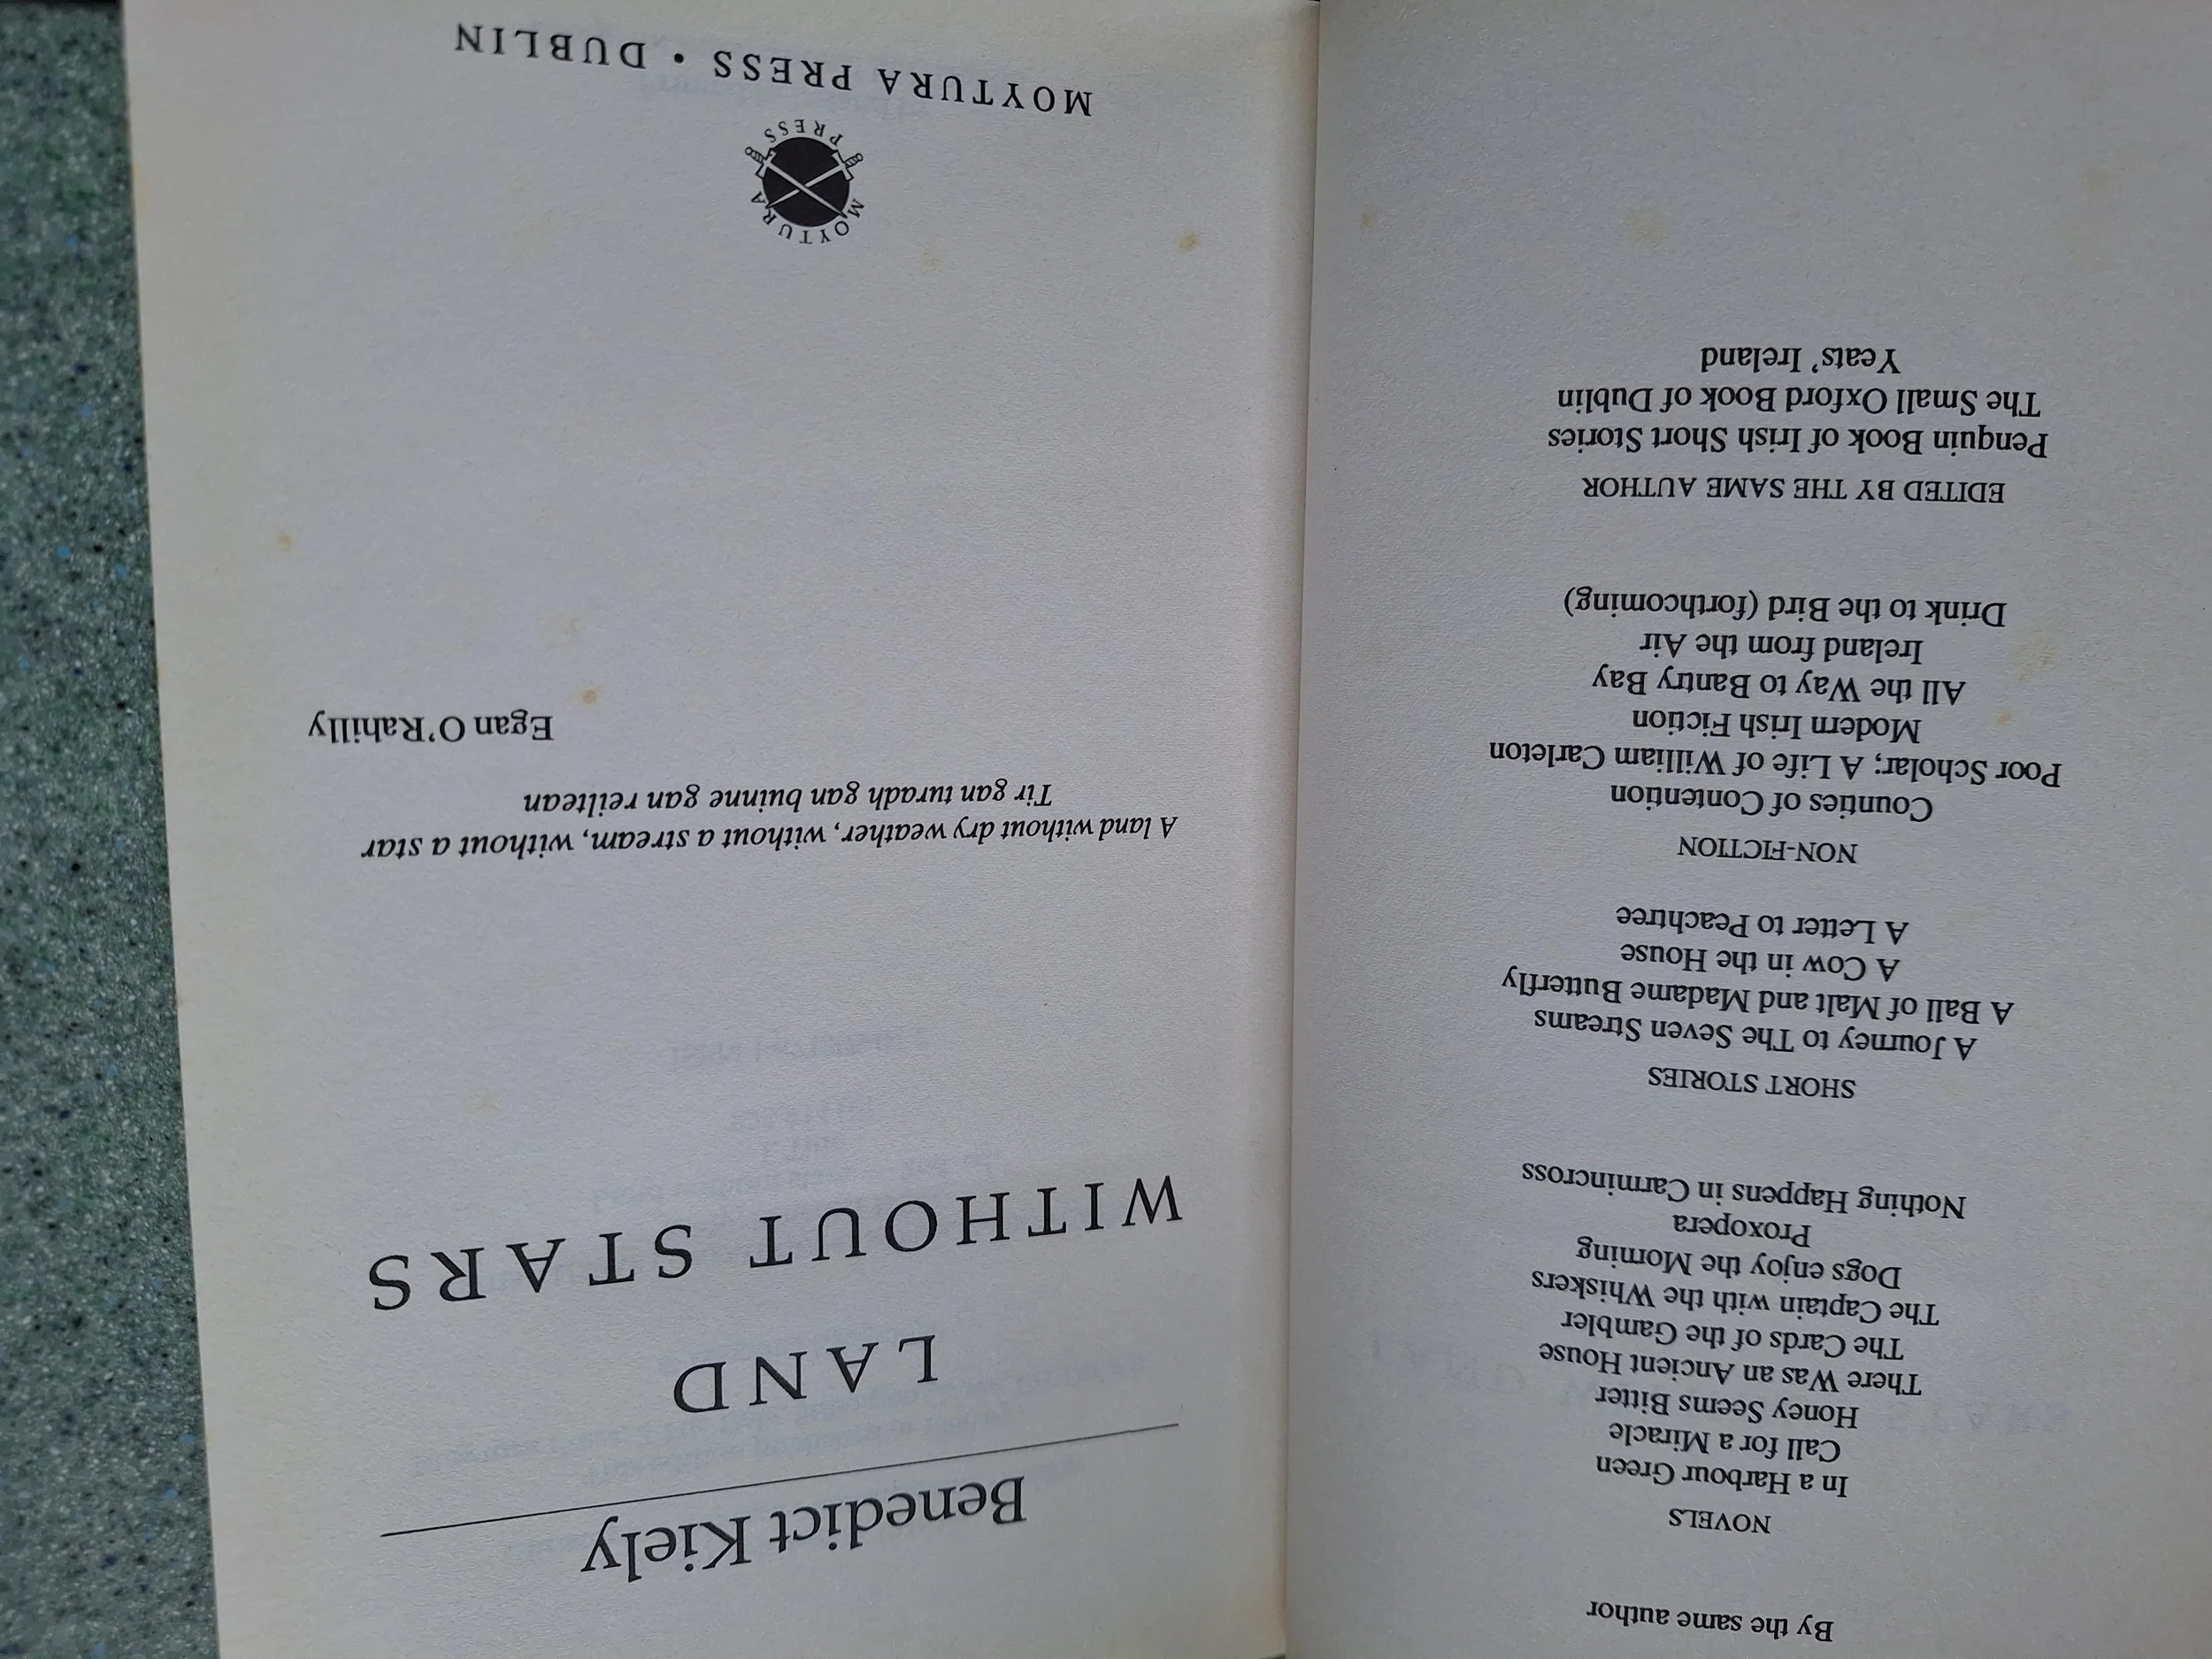 By the same author
NOVELS
In a Harbour Green
Call for a Miracle
Honey Seems Bitter
There Was an Ancient House
The Cards of the Gambler
The Captain with the Whiskers
Dogs enjoy the Morning
Proxopera
Nothing Happens in Carmincross
SHORT STORIES
A Journey to The Seven Streams
A Ball of Malt and Madame Butterfly
A Cow in the House
A Letter to Peachtree
NON-FICTION
Counties of Contention
Poor Scholar; A Life of William Carleton
Modern Irish Fiction
All the Way to Bantry Bay
Ireland from the Air
Drink to the Bird (forthcoming)
EDITED BY THE SAME AUTHOR
Penquin Book of Irish Short Stories
The Small Oxford Book of Dublin
Yeats' Ireland
Benedict Kiely
LAND
WITHOUT STARS
A land without dry weather, without a stream, without a star
Tir gan turadh gan buinne gan reiltean
Egan O'Rahilly
MOYTURA
PRESS
MOYTURA PRESS • DUBLIN